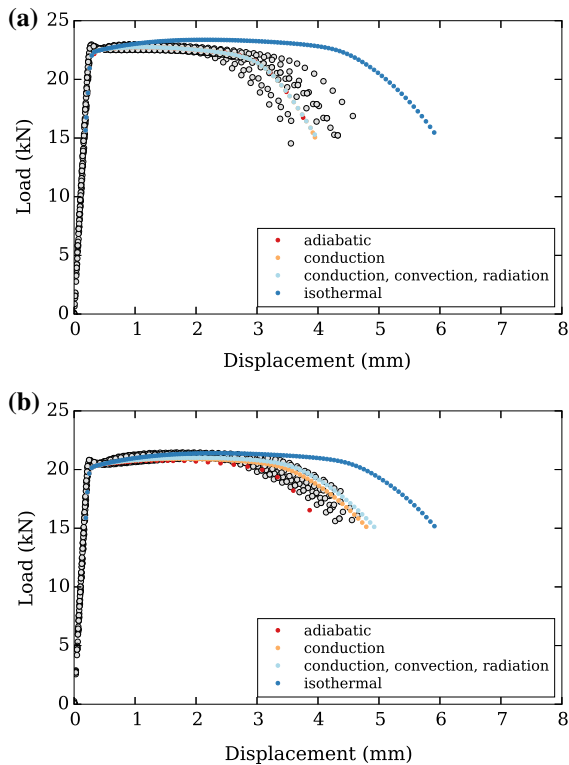 (a)
25
20
15
10
5
0
0 1 2 3 4 5 6 7 8
Load (kN)
Displacement (mm)
adiabatic
conduction
conduction, convection, radiation
isothermal
(b)
25
20
15
10
5
0
0 1 2 3 4 5 6 7 8
Load (kN)
Displacement (mm)
adiabatic
conduction
conduction, convection, radiation
isothermal